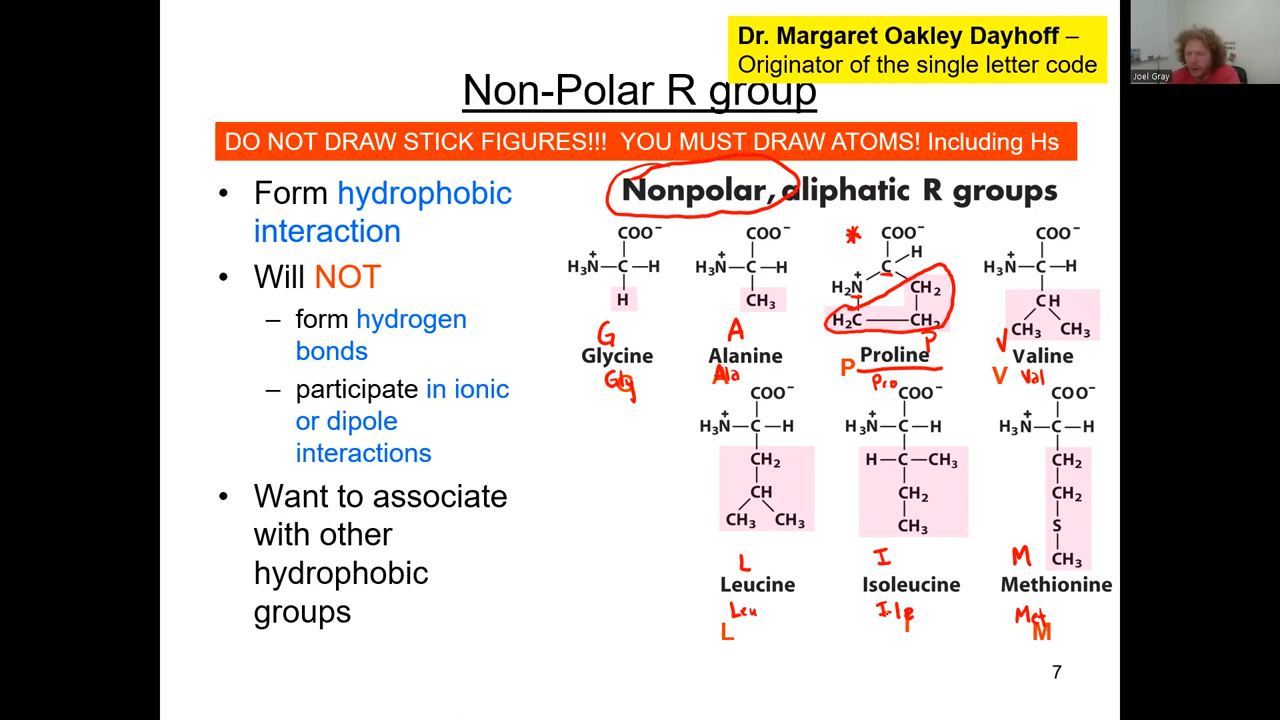 Dr. Margaret Oakley Dayhoff –
Originator of the single letter code
Joel Gray
Non-Polar R group
DO NOT DRAW STICK FIGURES!!! YOU MUST DRAW ATOMS! Including Hs
• Form hydrophobic
interaction
• Will NOT
– form hydrogen
bonds
– participate in ionic
or dipole
interactions
• Want to associate
with other
hydrophobic
groups
Nonpolar, aliphatic R groups
COO⁻ COO⁻ * COO⁻ COO⁻
H
H₃N⁺—C—H H₃N⁺—C—H C H₃N⁺—C—H
H₂N⁺ CH₂
H CH₃ H₂C—CH₂ CH
CH₃ CH₃
G A P V
Glycine Alanine Proline Valine
Gly Ala P Pro V Val
COO⁻ COO⁻ COO⁻
H₃N⁺—C—H H₃N⁺—C—H H₃N⁺—C—H
CH₂ H—C—CH₃ CH₂
CH CH₂ CH₂
CH₃ CH₃ CH₃ S
CH₃
L I M
Leucine Isoleucine Methionine
Leu Ile Met
L I M
7